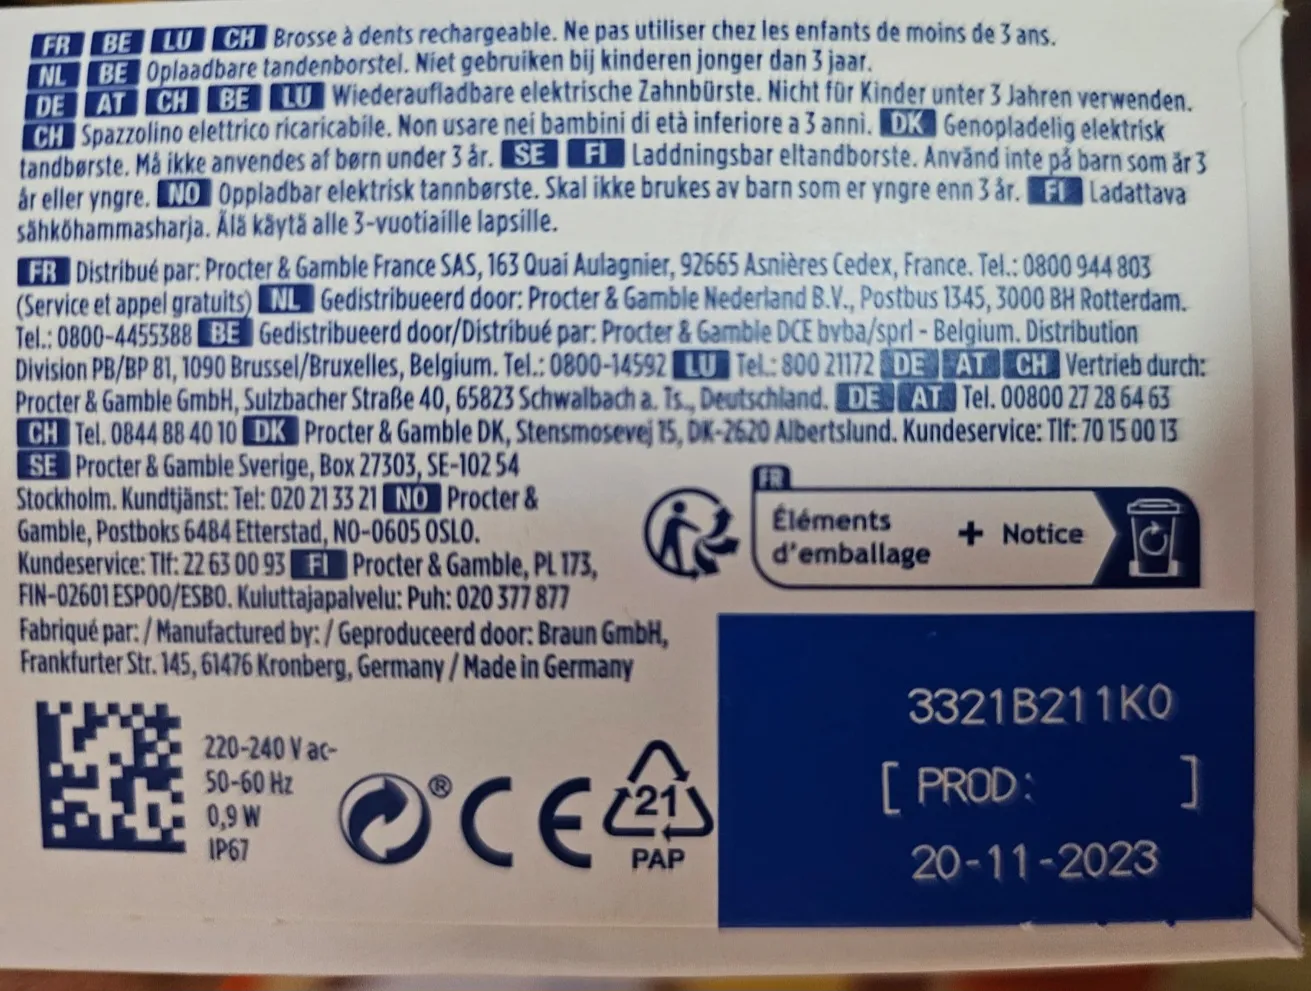 FR BE LU CH Brosse à dents rechargeable. Ne pas utiliser chez les enfants de moins de 3 ans.
NL BE Oplaadbare tandenborstel. Niet gebruiken bij kinderen jonger dan 3 jaar.
DE AT CH BE LU Wiederaufladbare elektrische Zahnbürste. Nicht für Kinder unter 3 Jahren verwenden.
CH Spazzolino elettrico ricaricabile. Non usare nei bambini di età inferiore a 3 anni. DK Genopladelig elektrisk
tandbørste. Må ikke anvendes af børn under 3 år. SE FI Laddningsbar eltandborste. Använd inte på barn som är 3
år eller yngre. NO Oppladbar elektrisk tannbørste. Skal ikke brukes av barn som er yngre enn 3 år. FI Ladattava
sähköhammasharja. Älä käytä alle 3-vuotiaille lapsille.
FR Distribué par: Procter & Gamble France SAS, 163 Quai Aulagnier, 92665 Asnières Cedex, France. Tel.: 0800 944 803
(Service et appel gratuits) NL Gedistribueerd door: Procter & Gamble Nederland B.V., Postbus 1345, 3000 BH Rotterdam.
Tel.: 0800-4455388 BE Gedistribueerd door/Distribué par: Procter & Gamble DCE bvba/sprl - Belgium. Distribution
Division PB/BP 81, 1090 Brussel/Bruxelles, Belgium. Tel.: 0800-14592 LU Tel.: 800 21172 DE AT CH Vertrieb durch:
Procter & Gamble GmbH, Sulzbacher Straße 40, 65823 Schwalbach a. Ts., Deutschland. DE AT Tel. 00800 27 28 64 63
CH Tel. 0844 88 40 10 DK Procter & Gamble DK, Stensmosevej 15, DK-2620 Albertslund. Kundeservice: Tlf: 70 15 00 13
SE Procter & Gamble Sverige, Box 27303, SE-102 54
Stockholm. Kundtjänst: Tel: 020 21 33 21 NO Procter &
Gamble, Postboks 6484 Etterstad, NO-0605 OSLO.
Kundeservice: Tlf: 22 63 00 93 FI Procter & Gamble, PL 173,
FIN-02601 ESPOO/ESBO. Kuluttajapalvelu: Puh: 020 377 877
Fabriqué par: / Manufactured by: / Geproduceerd door: Braun GmbH,
Frankfurter Str. 145, 61476 Kronberg, Germany / Made in Germany
FR
Éléments
d'emballage + Notice
220-240 V ac~
50-60 Hz
0,9 W
IP67
®
CE
21
PAP
3321B211K0
[ PROD: ]
20-11-2023